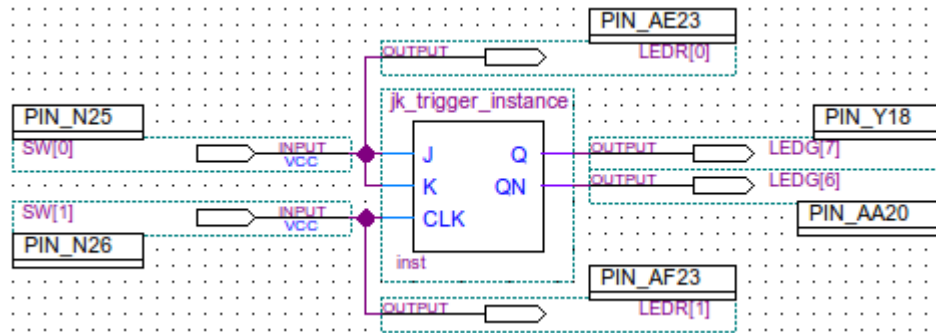 PIN_AE23
OUTPUT
LEDR[0]
jk_trigger_instance
PIN_N25
SW[0]
INPUT
VCC
J
Q
K
QN
CLK
inst
PIN_Y18
OUTPUT
LEDG[7]
OUTPUT
LEDG[6]
PIN_AA20
SW[1]
INPUT
VCC
PIN_N26
PIN_AF23
OUTPUT
LEDR[1]